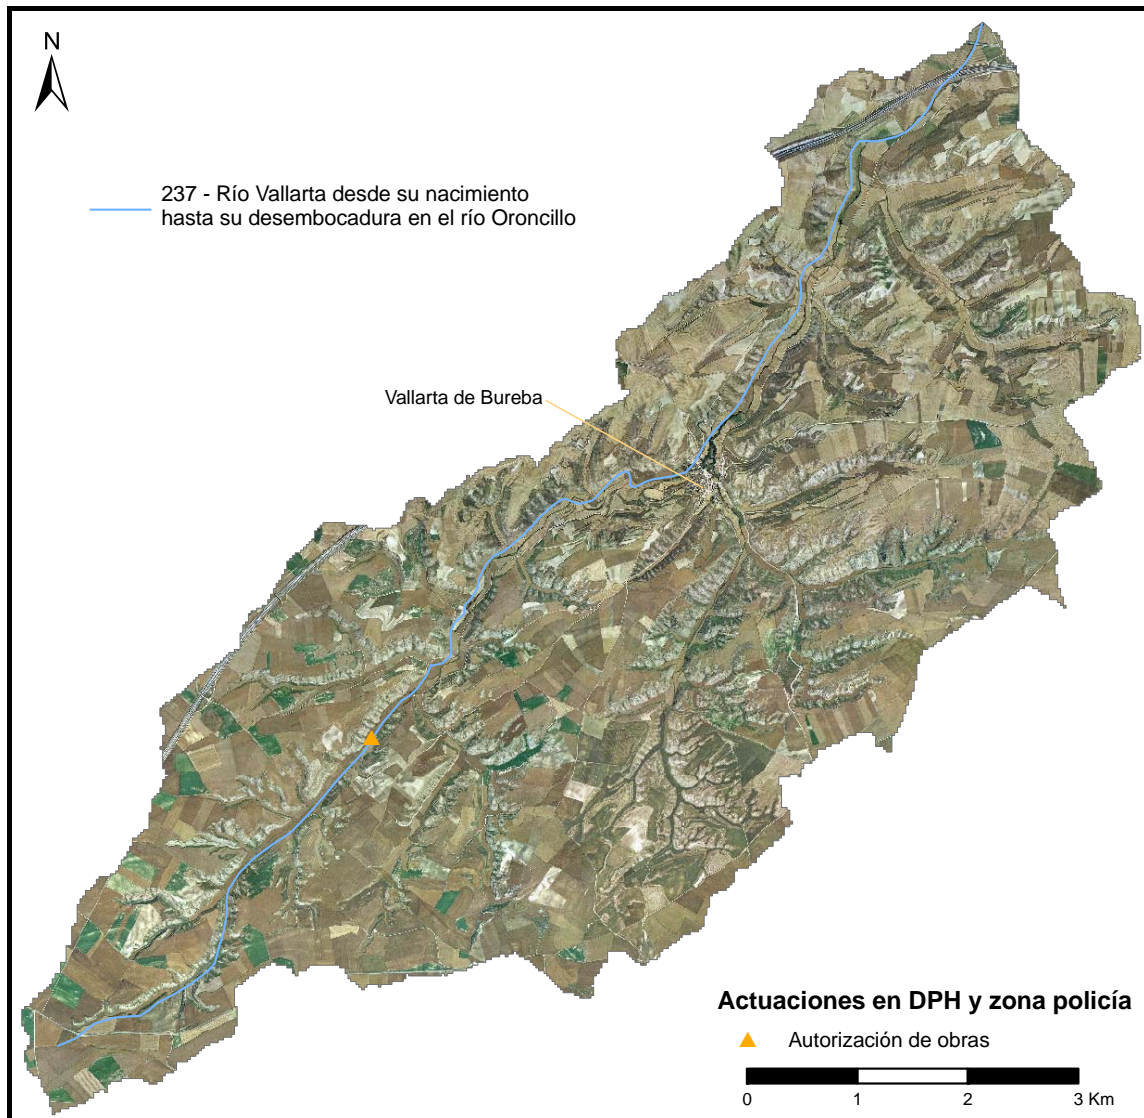 N
237 - Río Vallarta desde su nacimiento
hasta su desembocadura en el río Oroncillo
Vallarta de Bureba
Actuaciones en DPH y zona policía
Autorización de obras
0 1 2 3 Km